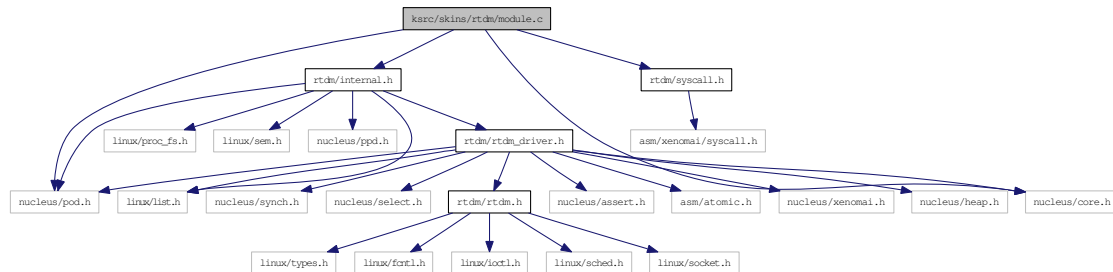 ksrc/skins/rtdm/module.c
rtdm/internal.h
rtdm/syscall.h
linux/proc_fs.h
linux/sem.h
nucleus/ppd.h
rtdm/rtdm_driver.h
asm/xenomai/syscall.h
nucleus/pod.h
linux/list.h
nucleus/synch.h
nucleus/select.h
rtdm/rtdm.h
nucleus/assert.h
asm/atomic.h
nucleus/xenomai.h
nucleus/heap.h
nucleus/core.h
linux/types.h
linux/fcntl.h
linux/ioctl.h
linux/sched.h
linux/socket.h